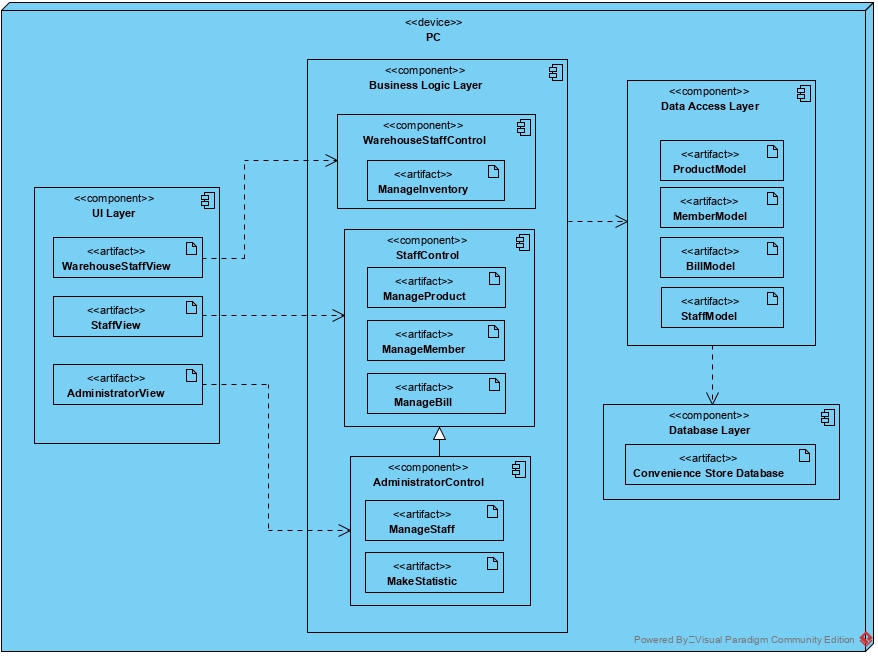 <<device>>
PC
<<component>>
UI Layer
<<artifact>>
WarehouseStaffView
<<artifact>>
StaffView
<<artifact>>
AdministratorView
<<component>>
Business Logic Layer
<<component>>
WarehouseStaffControl
<<artifact>>
ManageInventory
<<component>>
StaffControl
<<artifact>>
ManageProduct
<<artifact>>
ManageMember
<<artifact>>
ManageBill
<<component>>
AdministratorControl
<<artifact>>
ManageStaff
<<artifact>>
MakeStatistic
<<component>>
Data Access Layer
<<artifact>>
ProductModel
<<artifact>>
MemberModel
<<artifact>>
BillModel
<<artifact>>
StaffModel
<<component>>
Database Layer
<<artifact>>
Convenience Store Database
Powered By Visual Paradigm Community Edition